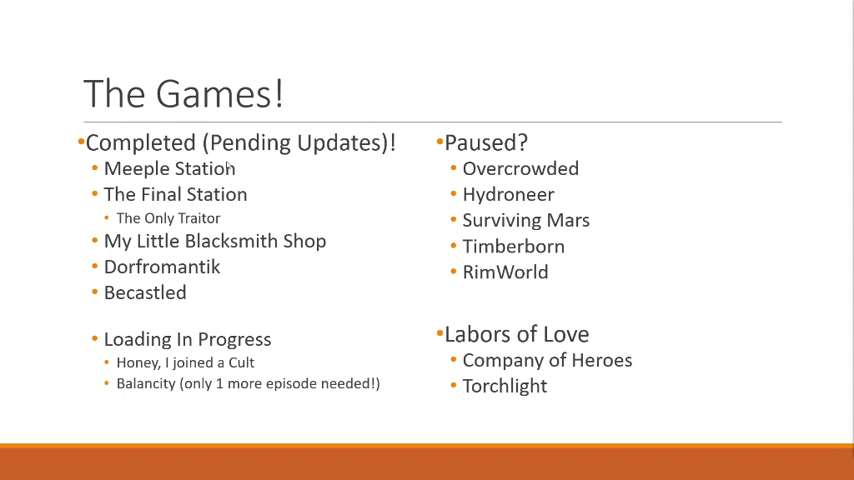 The Games!
•Completed (Pending Updates)!
• Meeple Station
• The Final Station
• The Only Traitor
• My Little Blacksmith Shop
• Dorfromantik
• Becastled
• Loading In Progress
• Honey, I joined a Cult
• Balancity (only 1 more episode needed!)
•Paused?
• Overcrowded
• Hydroneer
• Surviving Mars
• Timberborn
• RimWorld
•Labors of Love
• Company of Heroes
• Torchlight